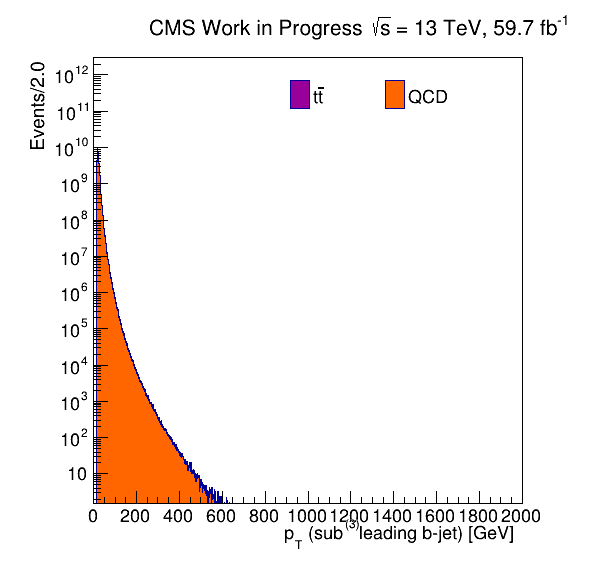 CMS Work in Progress √s = 13 TeV, 59.7 fb⁻¹
Events/2.0
tt̅ QCD
10¹²
10¹¹
10¹⁰
10⁹
10⁸
10⁷
10⁶
10⁵
10⁴
10³
10²
10
0 200 400 600 800 1000 1200 1400 1600 1800 2000
p_T (sub⁽³⁾leading b-jet) [GeV]